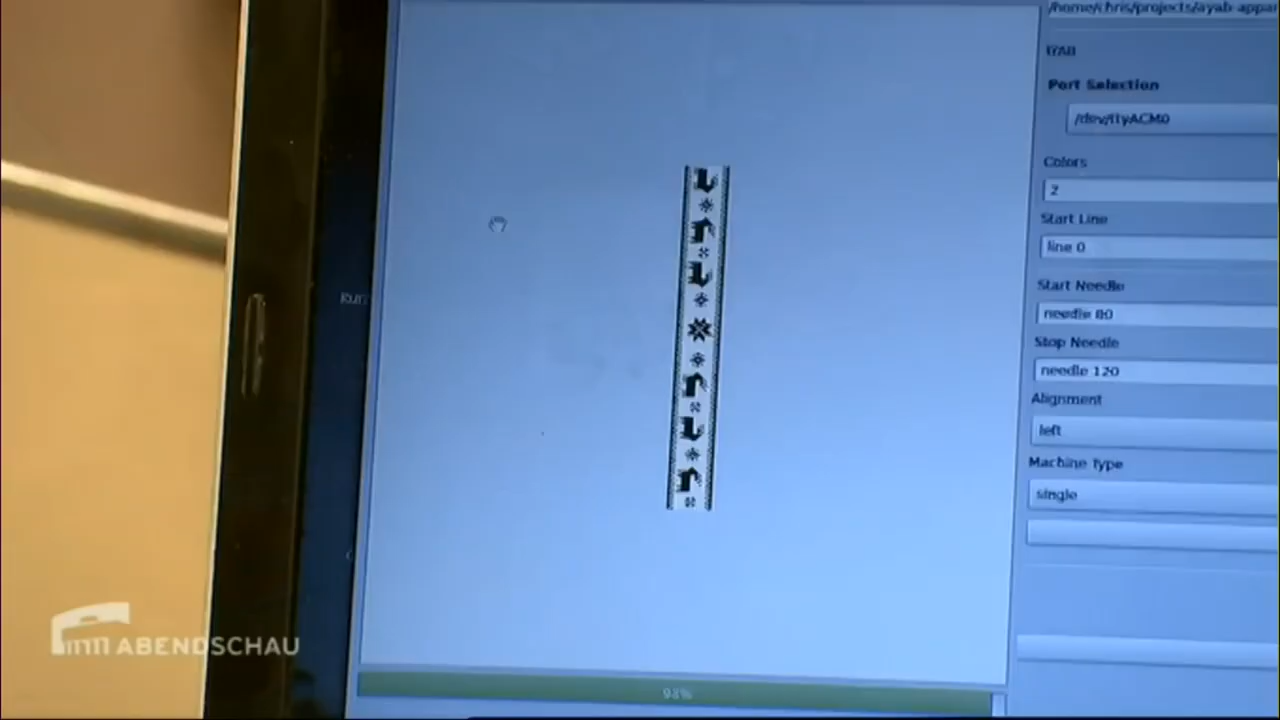 /home/chris/projects/ayab-appar
AYAB
Port Selection
/dev/ttyACM0
Colors
2
Start Line
line 0
Start Needle
needle 80
Stop Needle
needle 120
Alignment
left
Machine Type
single
98%
ABENDSCHAU